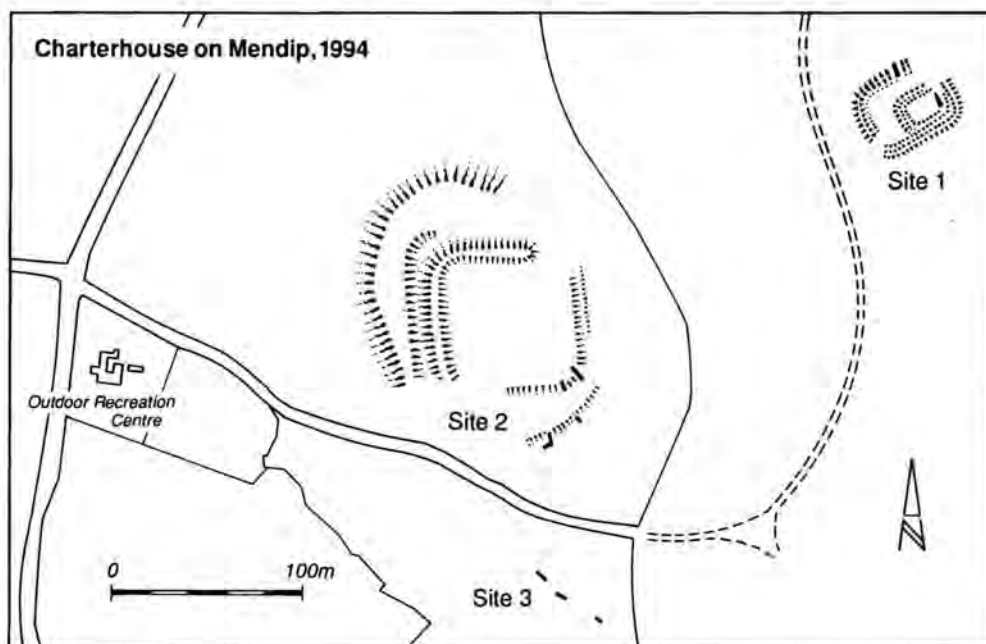 Charterhouse on Mendip, 1994
Site 1
Outdoor Recreation
Centre
Site 2
0 100m
Site 3
N